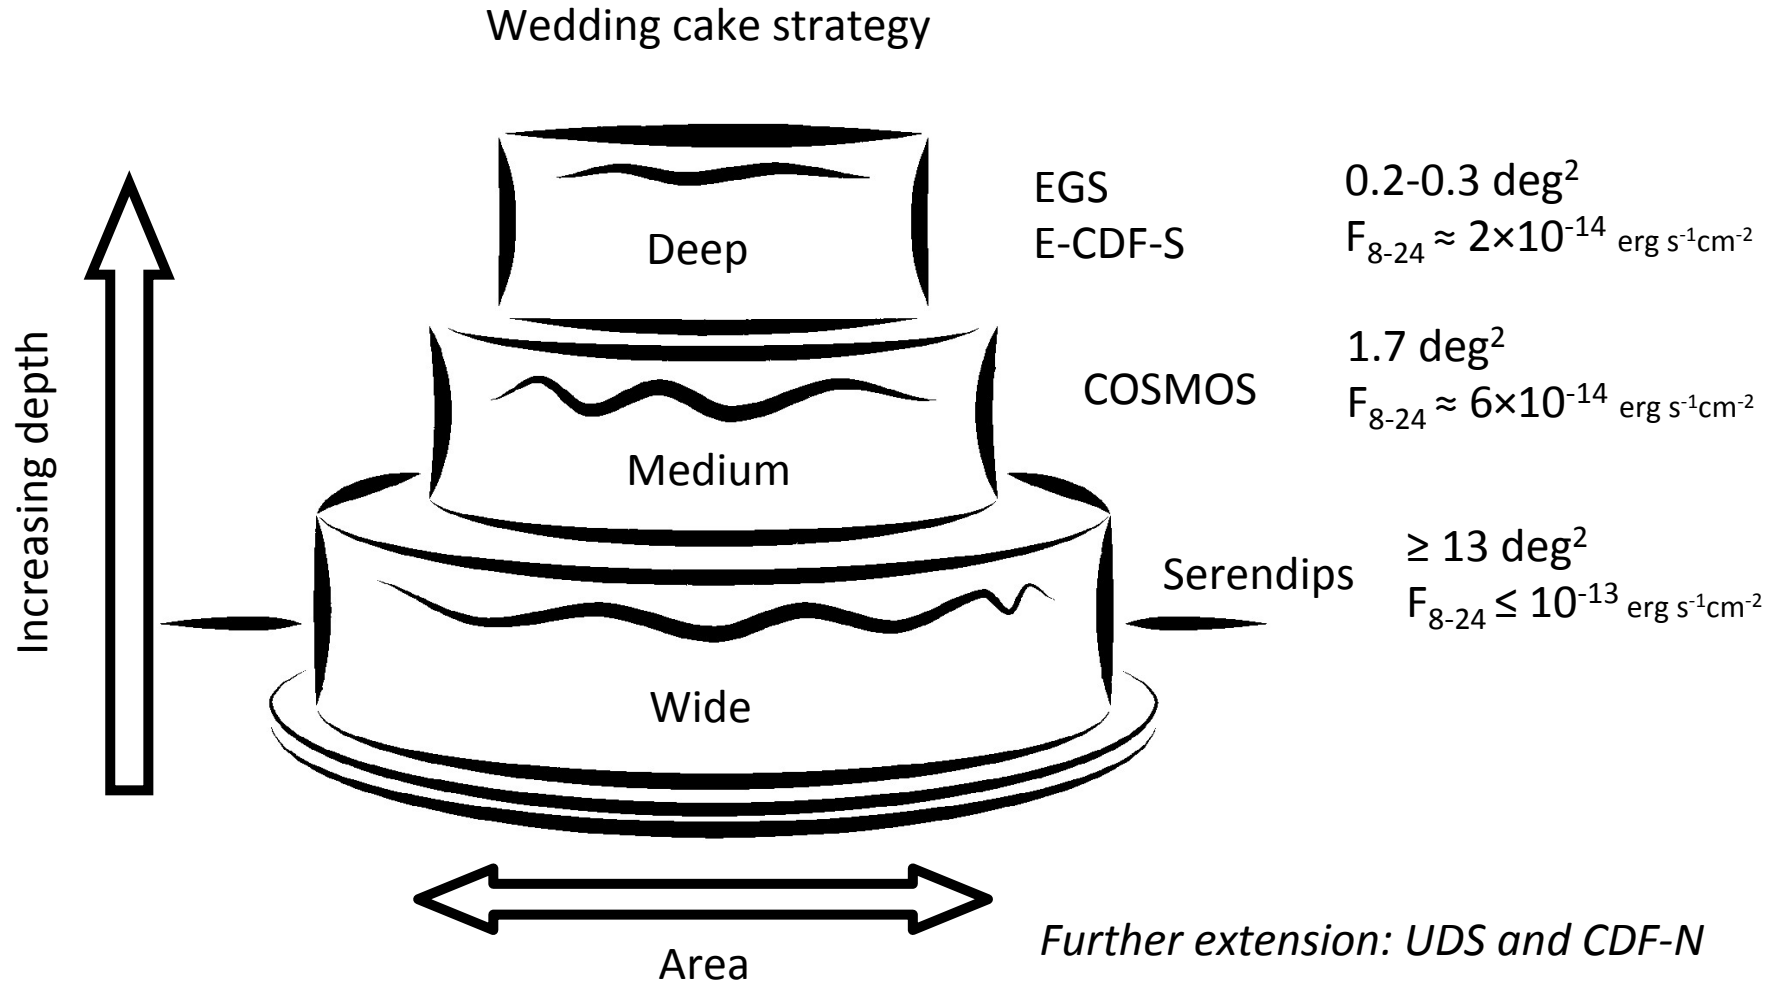 Wedding cake strategy
Increasing depth
Deep
EGS
E-CDF-S
0.2-0.3 deg²
F₈₋₂₄ ≈ 2×10⁻¹⁴ erg s⁻¹cm⁻²
Medium
COSMOS
1.7 deg²
F₈₋₂₄ ≈ 6×10⁻¹⁴ erg s⁻¹cm⁻²
Wide
Serendips
≥ 13 deg²
F₈₋₂₄ ≤ 10⁻¹³ erg s⁻¹cm⁻²
Area
Further extension: UDS and CDF-N